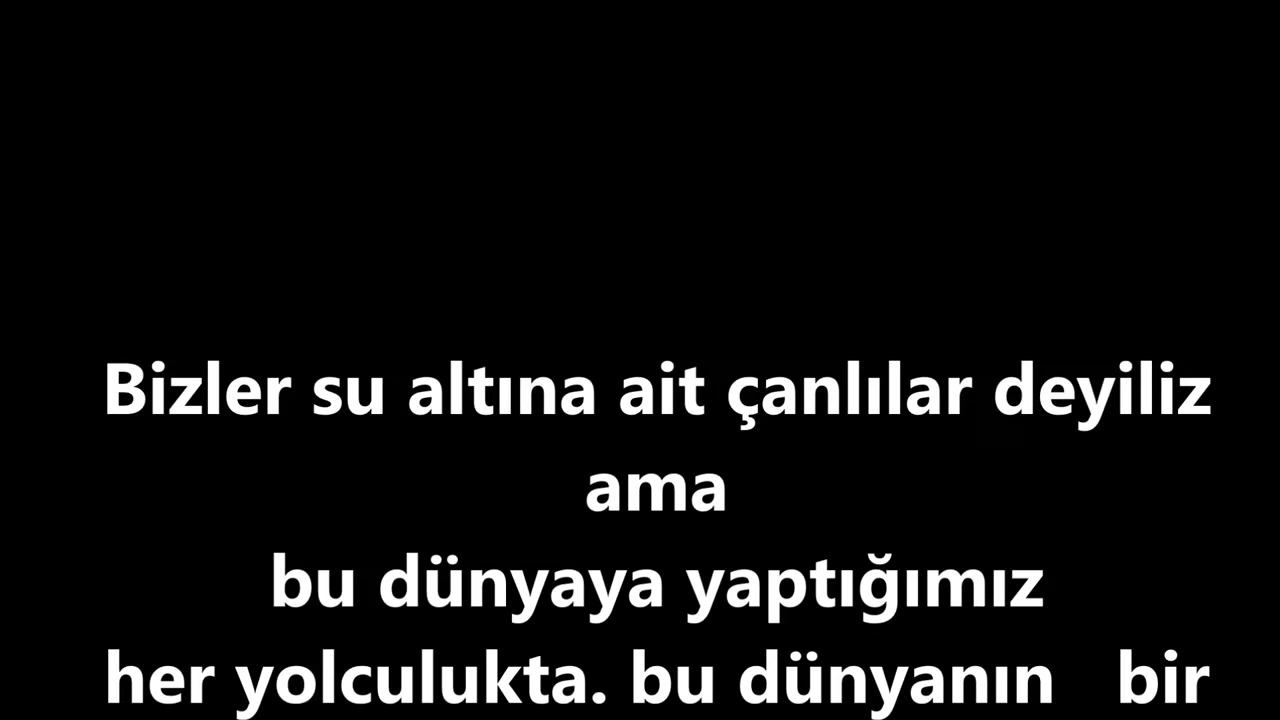 Bizler su altına ait çanlılar deyiliz
ama
bu dünyaya yaptığımız
her yolculukta. bu dünyanın bir